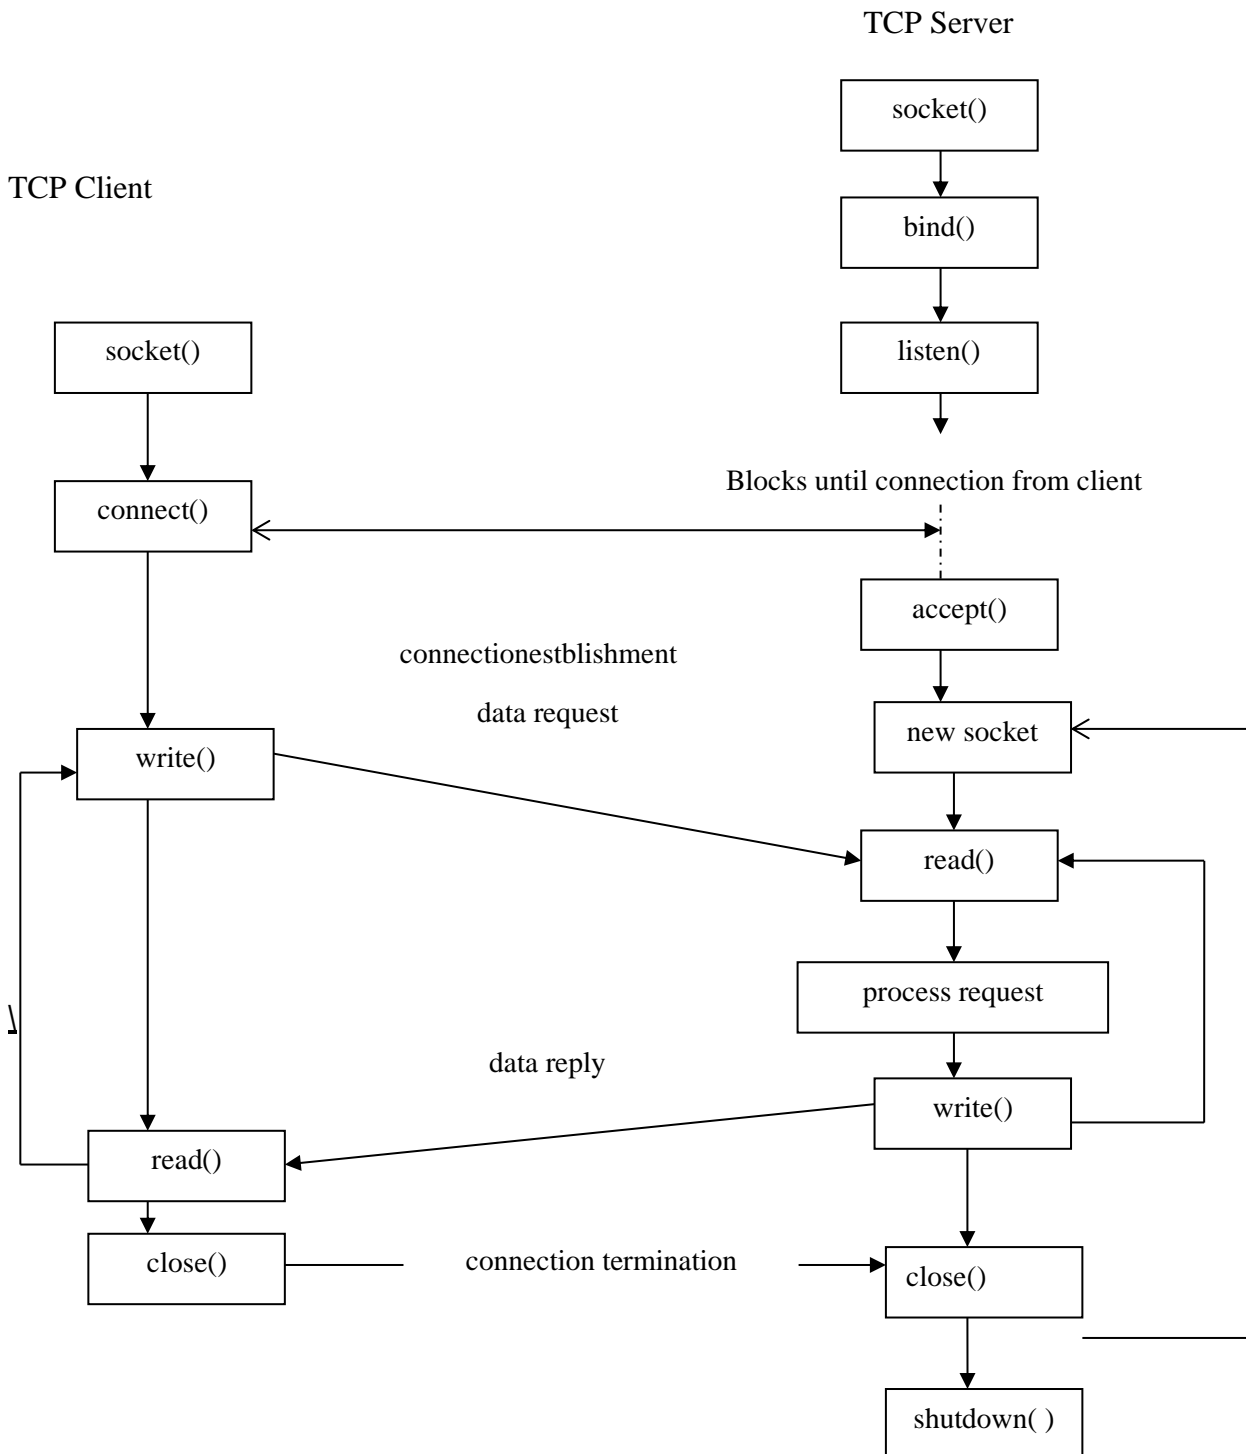 TCP Server
socket()
TCP Client
bind()
socket()
listen()
Blocks until connection from client
connect()
accept()
connectionestblishment
data request
new socket
write()
read()
process request
data reply
write()
read()
connection termination
close()
close()
shutdown( )